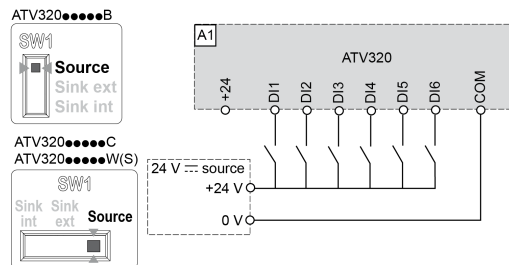 ATV320●●●●●B
SW1
Source
Sink ext
Sink int
ATV320●●●●●C
ATV320●●●●●W(S)
SW1
Sink int
Sink ext
Source
A1
ATV320
+24
DI1
DI2
DI3
DI4
DI5
DI6
COM
24 V ⎓ source
+24 V
0 V